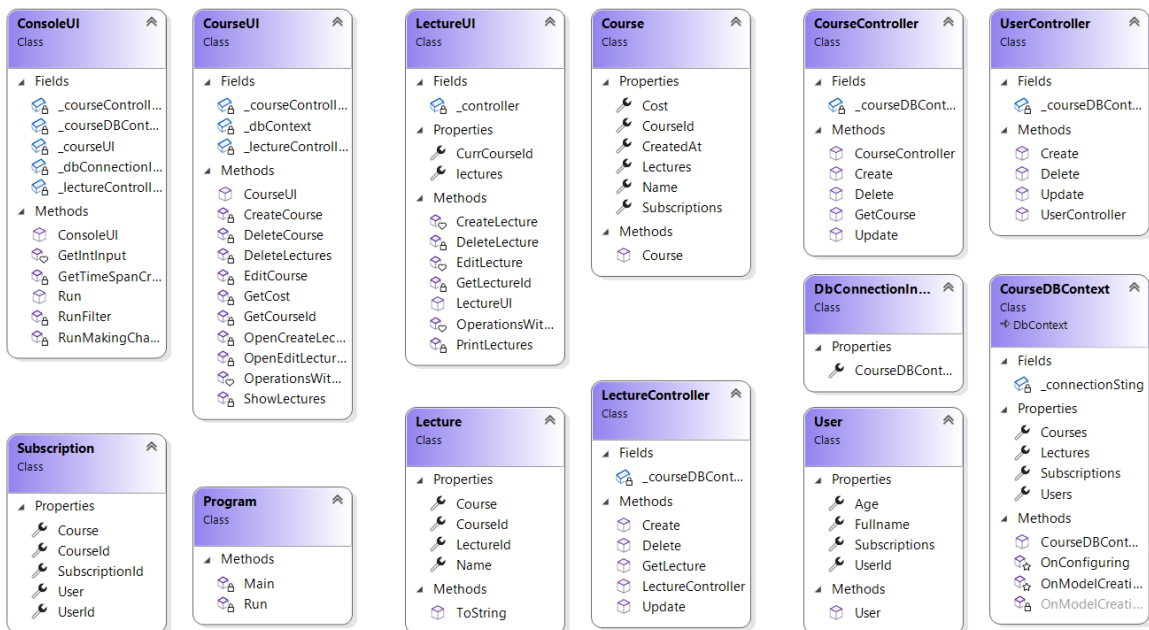 ConsoleUI
Class
Fields
_courseControll...
_courseDBCont...
_courseUI
_dbConnectionI...
_lectureControll...
Methods
ConsoleUI
GetIntInput
GetTimeSpanCr...
Run
RunFilter
RunMakingCha...
CourseUI
Class
Fields
_courseControll...
_dbContext
_lectureControll...
Methods
CourseUI
CreateCourse
DeleteCourse
DeleteLectures
EditCourse
GetCost
GetCourseId
OpenCreateLec...
OpenEditLectur...
OperationsWit...
ShowLectures
LectureUI
Class
Fields
_controller
Properties
CurrCourseId
lectures
Methods
CreateLecture
DeleteLecture
EditLecture
GetLectureId
LectureUI
OperationsWit...
PrintLectures
Course
Class
Properties
Cost
CourseId
CreatedAt
Lectures
Name
Subscriptions
Methods
Course
CourseController
Class
Fields
_courseDBCont...
Methods
CourseController
Create
Delete
GetCourse
Update
UserController
Class
Fields
_courseDBCont...
Methods
Create
Delete
Update
UserController
DbConnectionIn...
Class
Properties
CourseDBCont...
CourseDBContext
Class
DbContext
Fields
_connectionSting
Properties
Courses
Lectures
Subscriptions
Users
Methods
CourseDBCont...
OnConfiguring
OnModelCreati...
OnModelCreati...
Subscription
Class
Properties
Course
CourseId
SubscriptionId
User
UserId
Program
Class
Methods
Main
Run
Lecture
Class
Properties
Course
CourseId
LectureId
Name
Methods
ToString
LectureController
Class
Fields
_courseDBCont...
Methods
Create
Delete
GetLecture
LectureController
Update
User
Class
Properties
Age
Fullname
Subscriptions
UserId
Methods
User